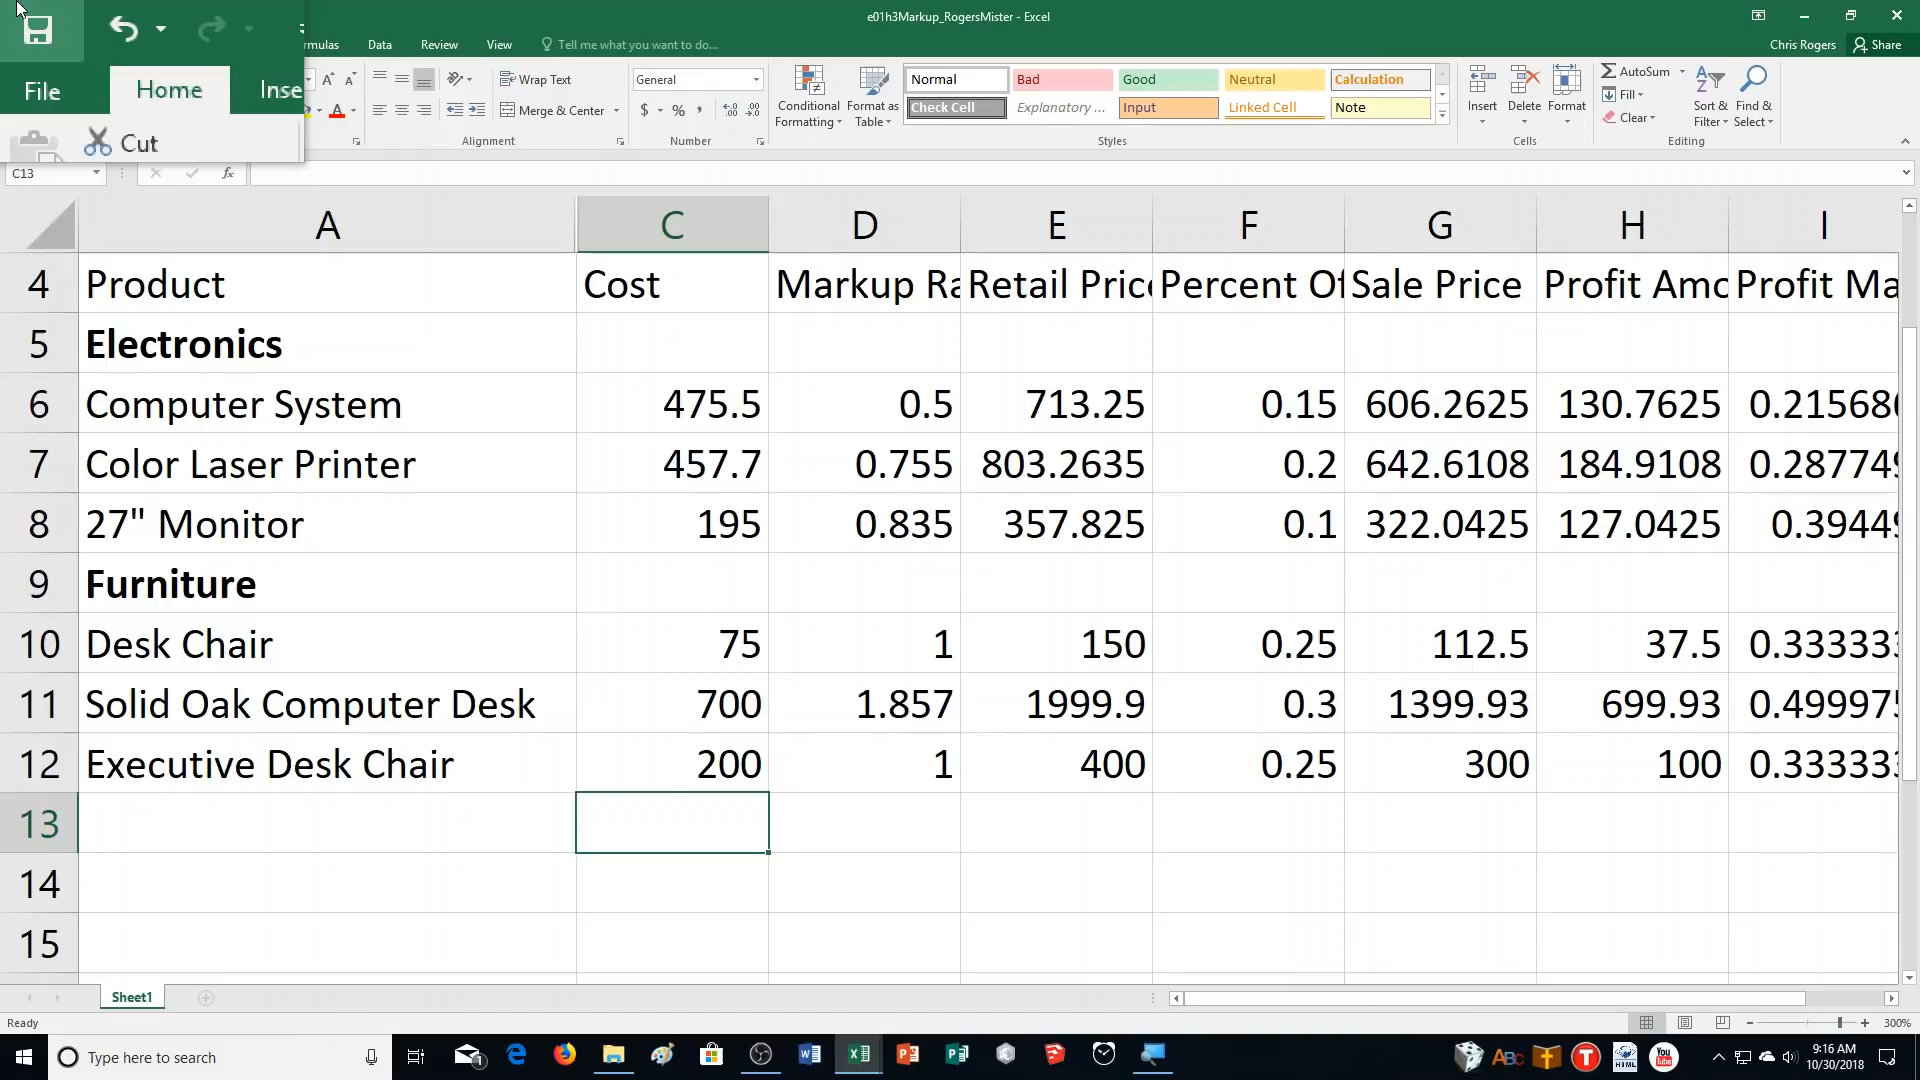 e01h3Markup_RogersMister - Excel
rmulas Data Review View Tell me what you want to do... Chris Rogers Share
File Home Inse
Cut
Wrap Text General Normal Bad Good Neutral Calculation AutoSum
Merge & Center $ % Conditional Formatting Format as Table Check Cell Explanatory ... Input Linked Cell Note Insert Delete Format Fill Sort & Filter Find & Select
Clear
Alignment Number Styles Cells Editing
C13 fx
A C D E F G H I
4 Product Cost Markup Ra Retail Price Percent Of Sale Price Profit Amo Profit Ma
5 Electronics
6 Computer System 475.5 0.5 713.25 0.15 606.2625 130.7625 0.215686
7 Color Laser Printer 457.7 0.755 803.2635 0.2 642.6108 184.9108 0.287749
8 27" Monitor 195 0.835 357.825 0.1 322.0425 127.0425 0.39449
9 Furniture
10 Desk Chair 75 1 150 0.25 112.5 37.5 0.333333
11 Solid Oak Computer Desk 700 1.857 1999.9 0.3 1399.93 699.93 0.499975
12 Executive Desk Chair 200 1 400 0.25 300 100 0.333333
13
14
15
Sheet1
Ready 300%
Type here to search 9:16 AM
10/30/2018